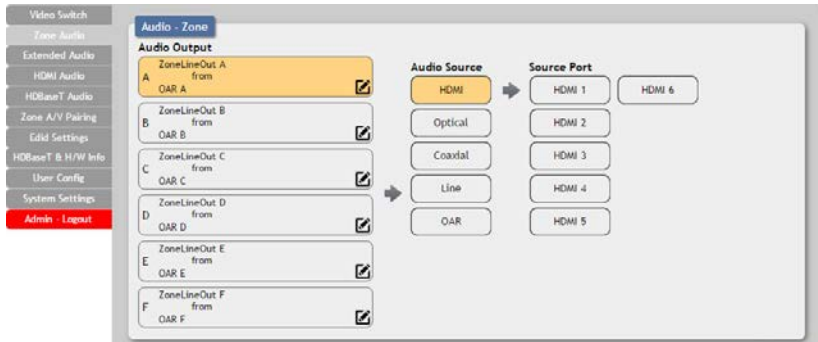 Video Switch
Zone Audio
Extended Audio
HDMI Audio
HDBaseT Audio
Zone A/V Pairing
Edid Settings
HDBaseT & H/W Info
User Config
System Settings
Admin - Logout
Audio - Zone
Audio Output
ZoneLineOut A
A from
OAR A
ZoneLineOut B
B from
OAR B
ZoneLineOut C
C from
OAR C
ZoneLineOut D
D from
OAR D
ZoneLineOut E
E from
OAR E
ZoneLineOut F
F from
OAR F
Audio Source
HDMI
Optical
Coaxial
Line
OAR
Source Port
HDMI 1 HDMI 6
HDMI 2
HDMI 3
HDMI 4
HDMI 5